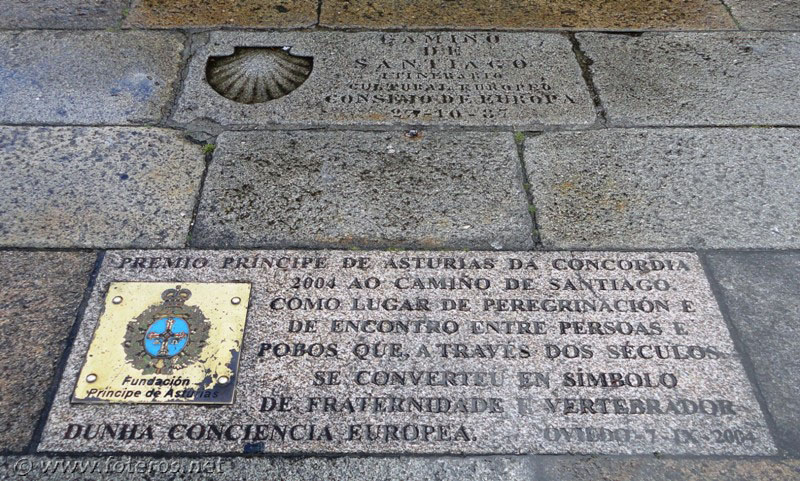 CAMINO
DE
SANTIAGO
ITINERARIO
CULTURAL EUROPEO
CONSEJO DE EUROPA
23-10-87
PREMIO PRÍNCIPE DE ASTURIAS DA CONCORDIA
2004 AO CAMIÑO DE SANTIAGO.
COMO LUGAR DE PEREGRINACIÓN E
DE ENCONTRO ENTRE PERSOAS E
POBOS QUE, A TRAVÉS DOS SÉCULOS.
SE CONVERTEU EN SÍMBOLO
DE FRATERNIDADE E VERTEBRADOR
DUNHA CONCIENCIA EUROPEA. OVIEDO-7-IX-2004
Fundación
Príncipe de Asturias
© www.foteros.net